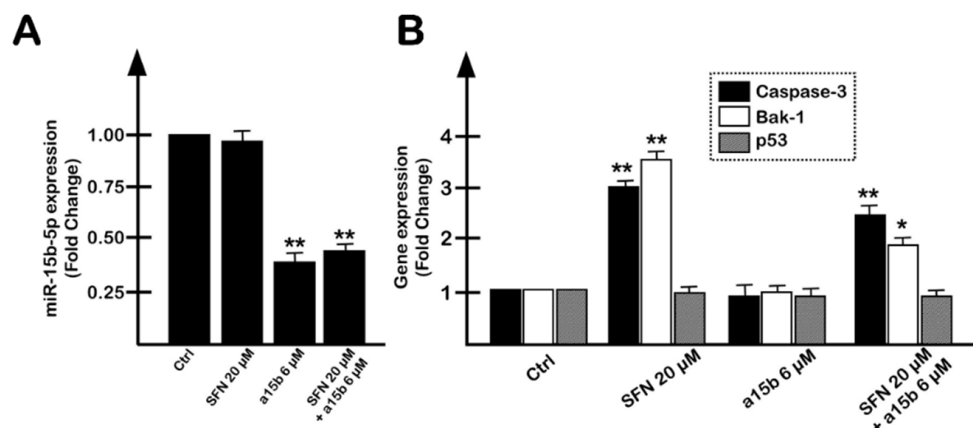 A
miR-15b-5p expression
(Fold Change)
1.00
0.75
0.50
0.25
**
**
Ctrl
SFN 20 µM
a15b 6 µM
SFN 20 µM
+ a15b 6 µM
B
Gene expression
(Fold Change)
4
3
2
1
Caspase-3
Bak-1
p53
**
**
**
*
Ctrl
SFN 20 µM
a15b 6 µM
SFN 20 µM
+ a15b 6 µM